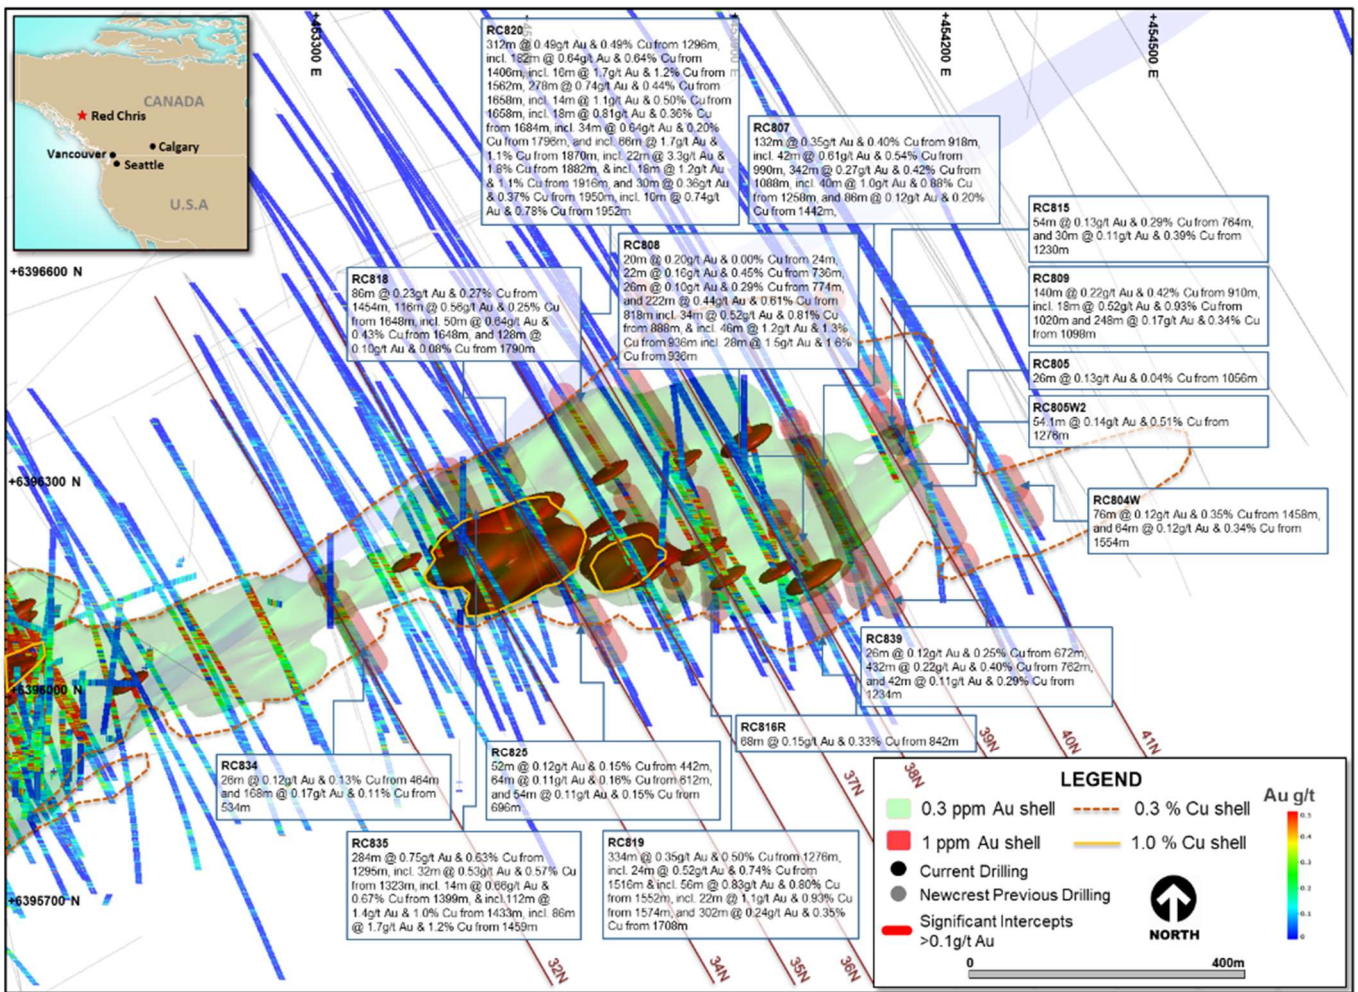 CANADA
Red Chris
Vancouver
Calgary
Seattle
U.S.A
+453300 E
+454200 E
+454500 E
+6396600 N
+6396300 N
+6396000 N
+6395700 N
RC820
312m @ 0.49g/t Au & 0.49% Cu from 1296m,
incl. 182m @ 0.64g/t Au & 0.64% Cu from
1406m, incl. 16m @ 1.7g/t Au & 1.2% Cu from
1562m, 278m @ 0.74g/t Au & 0.44% Cu from
1658m, incl. 14m @ 1.1g/t Au & 0.50% Cu from
1658m, incl. 18m @ 0.81g/t Au & 0.36% Cu
from 1684m, incl. 34m @ 0.64g/t Au & 0.20%
Cu from 1796m, and incl. 66m @ 1.7g/t Au &
1.1% Cu from 1870m, incl. 22m @ 3.3g/t Au &
1.8% Cu from 1882m, & incl. 18m @ 1.2g/t Au
& 1.1% Cu from 1916m, and 30m @ 0.36g/t Au
& 0.37% Cu from 1950m, incl. 10m @ 0.74g/t
Au & 0.78% Cu from 1952m
RC807
132m @ 0.35g/t Au & 0.40% Cu from 918m,
incl. 42m @ 0.61g/t Au & 0.54% Cu from
990m, 342m @ 0.27g/t Au & 0.42% Cu from
1088m, incl. 40m @ 1.0g/t Au & 0.88% Cu
from 1258m, and 86m @ 0.12g/t Au & 0.20%
Cu from 1442m,
RC815
54m @ 0.13g/t Au & 0.29% Cu from 764m,
and 30m @ 0.11g/t Au & 0.39% Cu from
1230m
RC808
20m @ 0.20g/t Au & 0.00% Cu from 24m,
22m @ 0.16g/t Au & 0.45% Cu from 736m,
26m @ 0.10g/t Au & 0.29% Cu from 774m,
and 222m @ 0.44g/t Au & 0.61% Cu from
818m incl. 34m @ 0.52g/t Au & 0.81% Cu
from 888m, & incl. 46m @ 1.2g/t Au & 1.3%
Cu from 936m incl. 28m @ 1.5g/t Au & 1.6%
Cu from 936m
RC818
86m @ 0.23g/t Au & 0.27% Cu from
1454m, 116m @ 0.56g/t Au & 0.25% Cu
from 1648m, incl. 50m @ 0.64g/t Au &
0.43% Cu from 1648m, and 128m @
0.10g/t Au & 0.08% Cu from 1790m
RC809
140m @ 0.22g/t Au & 0.42% Cu from 910m,
incl. 18m @ 0.52g/t Au & 0.93% Cu from
1020m and 248m @ 0.17g/t Au & 0.34% Cu
from 1098m
RC805
26m @ 0.13g/t Au & 0.04% Cu from 1056m
RC805W2
54.1m @ 0.14g/t Au & 0.51% Cu from
1276m
RC804W
76m @ 0.12g/t Au & 0.35% Cu from 1458m,
and 64m @ 0.12g/t Au & 0.34% Cu from
1554m
RC839
26m @ 0.12g/t Au & 0.25% Cu from 672m,
432m @ 0.22g/t Au & 0.40% Cu from 762m,
and 42m @ 0.11g/t Au & 0.29% Cu from
1234m
RC816R
68m @ 0.15g/t Au & 0.33% Cu from 842m
RC834
26m @ 0.12g/t Au & 0.13% Cu from 464m
and 168m @ 0.17g/t Au & 0.11% Cu from
534m
RC825
52m @ 0.12g/t Au & 0.15% Cu from 442m,
64m @ 0.11g/t Au & 0.16% Cu from 612m,
and 54m @ 0.11g/t Au & 0.15% Cu from
696m
RC835
284m @ 0.75g/t Au & 0.63% Cu from
1295m, incl. 32m @ 0.53g/t Au & 0.57% Cu
from 1323m, incl. 14m @ 0.66g/t Au &
0.67% Cu from 1399m, & incl.112m @
1.4g/t Au & 1.0% Cu from 1433m, incl. 86m
@ 1.7g/t Au & 1.2% Cu from 1459m
RC819
334m @ 0.35g/t Au & 0.50% Cu from 1276m,
incl. 24m @ 0.52g/t Au & 0.74% Cu from
1516m & incl. 56m @ 0.83g/t Au & 0.80% Cu
from 1552m, incl. 22m @ 1.1g/t Au & 0.93% Cu
from 1574m, and 302m @ 0.24g/t Au & 0.35%
Cu from 1708m
32N
34N
35N
36N
37N
38N
39N
40N
41N
LEGEND
0.3 ppm Au shell
0.3 % Cu shell
1 ppm Au shell
1.0 % Cu shell
Current Drilling
Newcrest Previous Drilling
Significant Intercepts
>0.1g/t Au
NORTH
0
400m
Au g/t
0.5
0.4
0.3
0.2
0.1
0